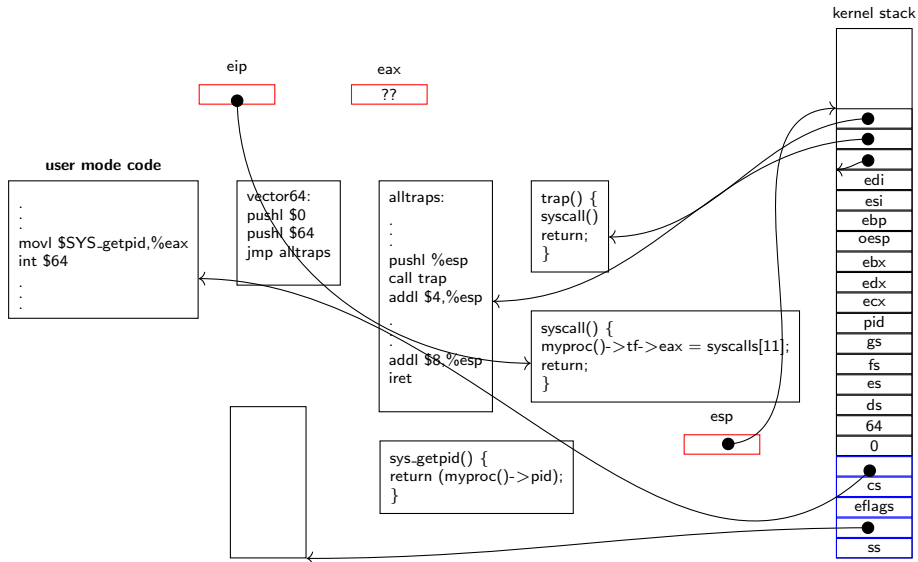 kernel stack
eip
eax
??
user mode code
.
.
.
movl $SYS_getpid,%eax
int $64
.
.
.
vector64:
pushl $0
pushl $64
jmp alltraps
alltraps:
.
.
.
pushl %esp
call trap
addl $4,%esp
.
.
.
addl $8,%esp
iret
trap() {
syscall()
return;
}
syscall() {
myproc()->tf->eax = syscalls[11];
return;
}
esp
sys_getpid() {
return (myproc()->pid);
}
edi
esi
ebp
oesp
ebx
edx
ecx
pid
gs
fs
es
ds
64
0
cs
eflags
ss